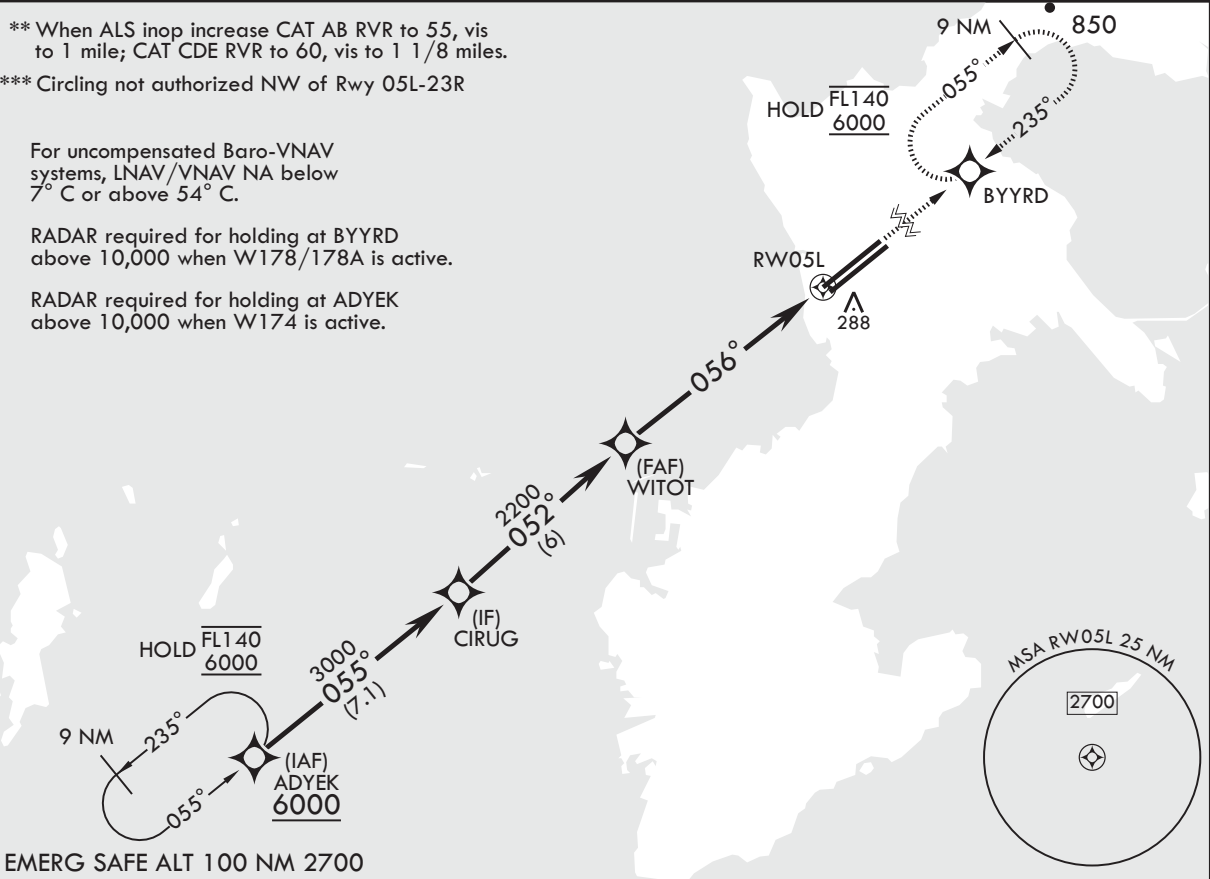 ** When ALS inop increase CAT AB RVR to 55, vis
to 1 mile; CAT CDE RVR to 60, vis to 1 1/8 miles.
*** Circling not authorized NW of Rwy 05L-23R
For uncompensated Baro-VNAV
systems, LNAV/VNAV NA below
7° C or above 54° C.
RADAR required for holding at BYYRD
above 10,000 when W178/178A is active.
RADAR required for holding at ADYEK
above 10,000 when W174 is active.
9 NM
850
HOLD FL140
6000
055°
235°
BYYRD
RW05L
288
056°
(FAF)
WITOT
2200
052°
(6)
(IF)
CIRUG
3000
055°
(7.1)
HOLD FL140
6000
9 NM
235°
055°
(IAF)
ADYEK
6000
MSA RW05L 25 NM
2700
EMERG SAFE ALT 100 NM 2700